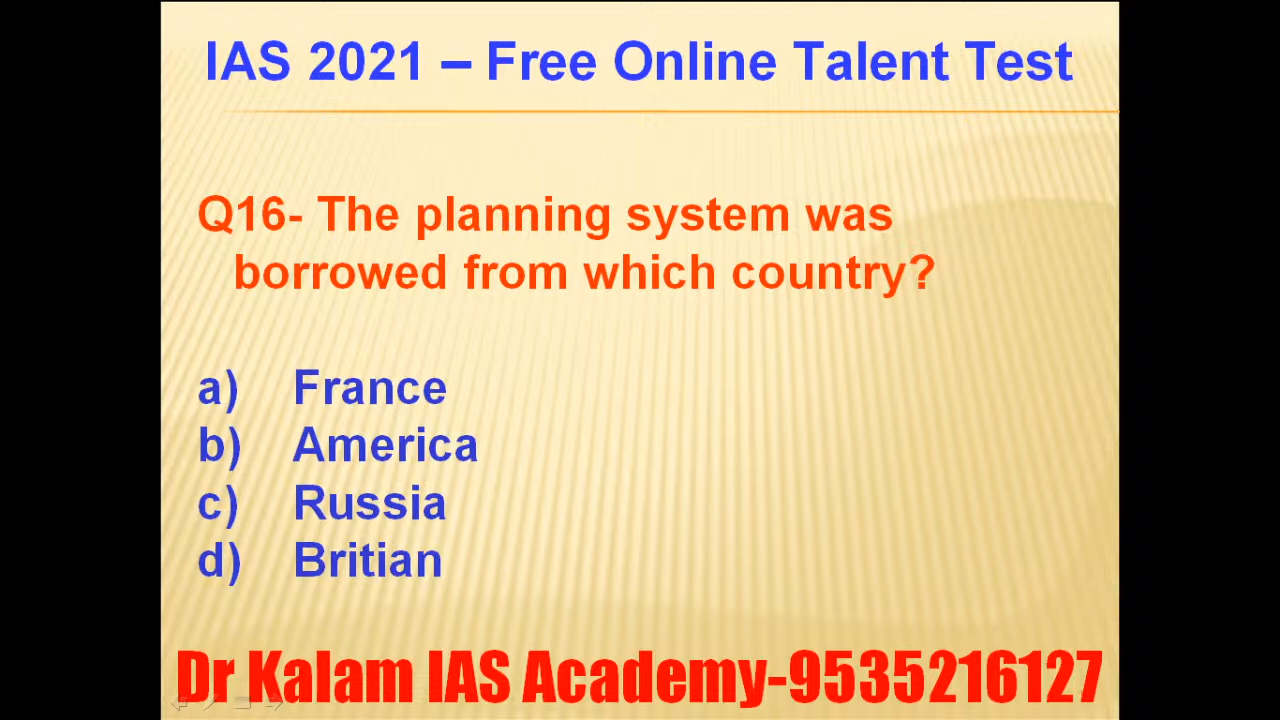 IAS 2021 – Free Online Talent Test
Q16- The planning system was
borrowed from which country?
a) France
b) America
c) Russia
d) Britian
Dr Kalam IAS Academy-9535216127